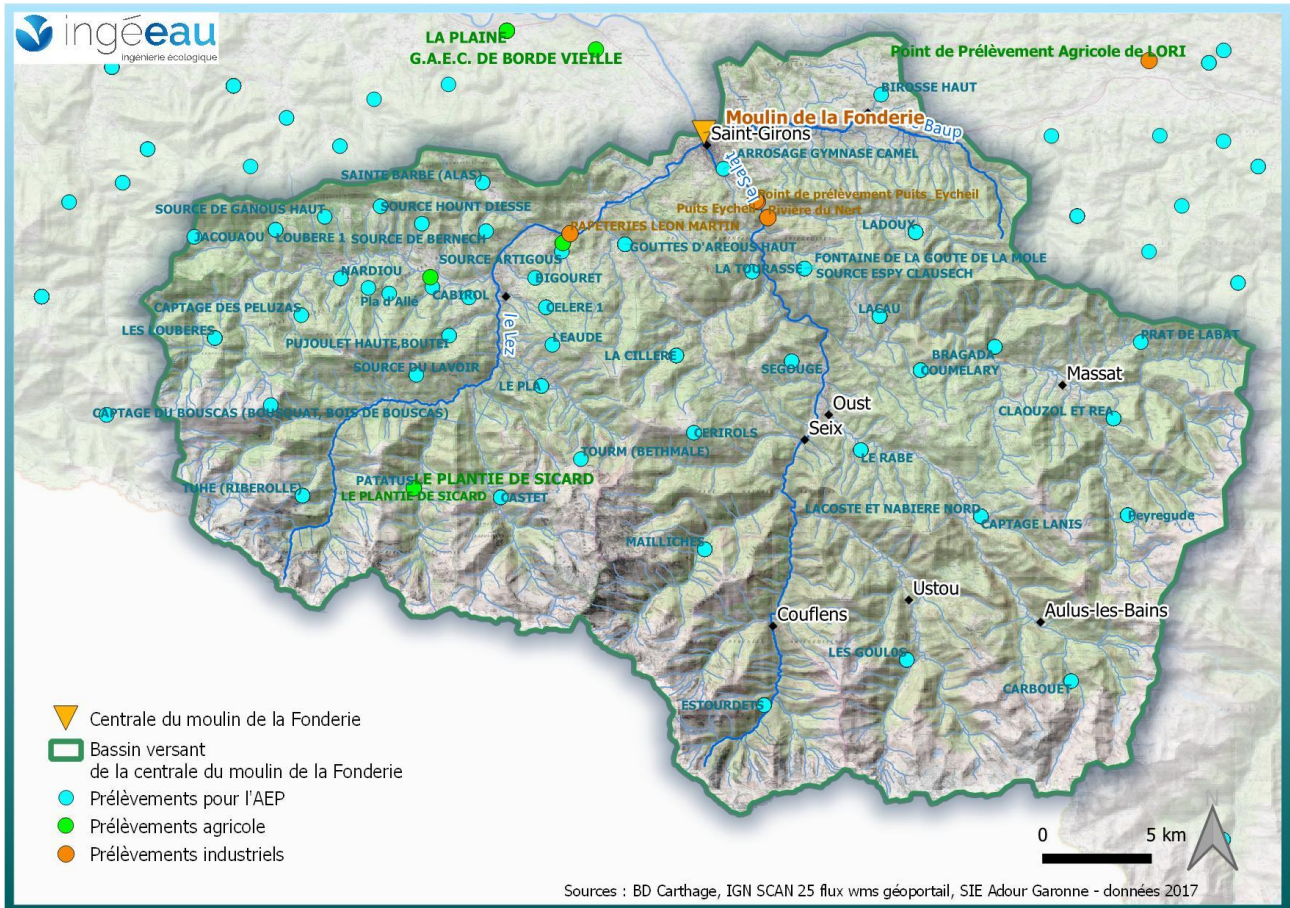 ingéeau
ingénierie écologique
LA PLAINE
G.A.E.C. DE BORDE VIEILLE
Point de Prélèvement Agricole de LORI
BIROSSE HAUT
Moulin de la Fonderie
Baup
Saint-Girons
ARROSAGE GYMNASE CAMEL
le Salat
SAINTE BARBE (ALAS)
Point de prélèvement Puits_Eycheil
SOURCE DE GANOUS HAUT
SOURCE HOUNT DIESSE
Puits Eycheil
Rivière du Nert
PAPETERIES LEON MARTIN
LADOUX
JACOUAOU
LOUBERE 1
SOURCE DE BERNECH
GOUTTES D'AREOUS HAUT
SOURCE ARTIGOUS
FONTAINE DE LA GOUTE DE LA MOLE
LA TOURASSE
SOURCE ESPY CLAUSECH
NARDIOU
BIGOURET
Pla d'Allé
CABIROL
CAPTAGE DES PELUZAS
CELERE 1
LACAU
le Lez
LES LOUBERES
PUJOULET HAUTE,BOUTEI
LEAUDE
PRAT DE LABAT
LA CILLERE
BRAGADA
SEGOUGE
COUMELARY
SOURCE DU LAVOIR
Massat
LE PLA
CAPTAGE DU BOUSCAS (BOUSQUAT, BOIS DE BOUSCAS)
Oust
CLAOUZOL ET REA
CERIROLS
Seix
TOURM (BETHMALE)
LE RABE
PATATUS
LE PLANTIE DE SICARD
TUHE (RIBEROLLE)
LE PLANTIE DE SICARD
CASTET
LACOSTE ET NABIERE NORD
Peyregude
CAPTAGE LANIS
MAILLICHES
Ustou
Aulus-les-Bains
Couflens
LES GOULOS
CARBOUET
ESTOURDETS
Centrale du moulin de la Fonderie
Bassin versant
de la centrale du moulin de la Fonderie
Prélèvements pour l'AEP
Prélèvements agricole
Prélèvements industriels
N
0 5 km
Sources : BD Carthage, IGN SCAN 25 flux wms géoportail, SIE Adour Garonne - données 2017